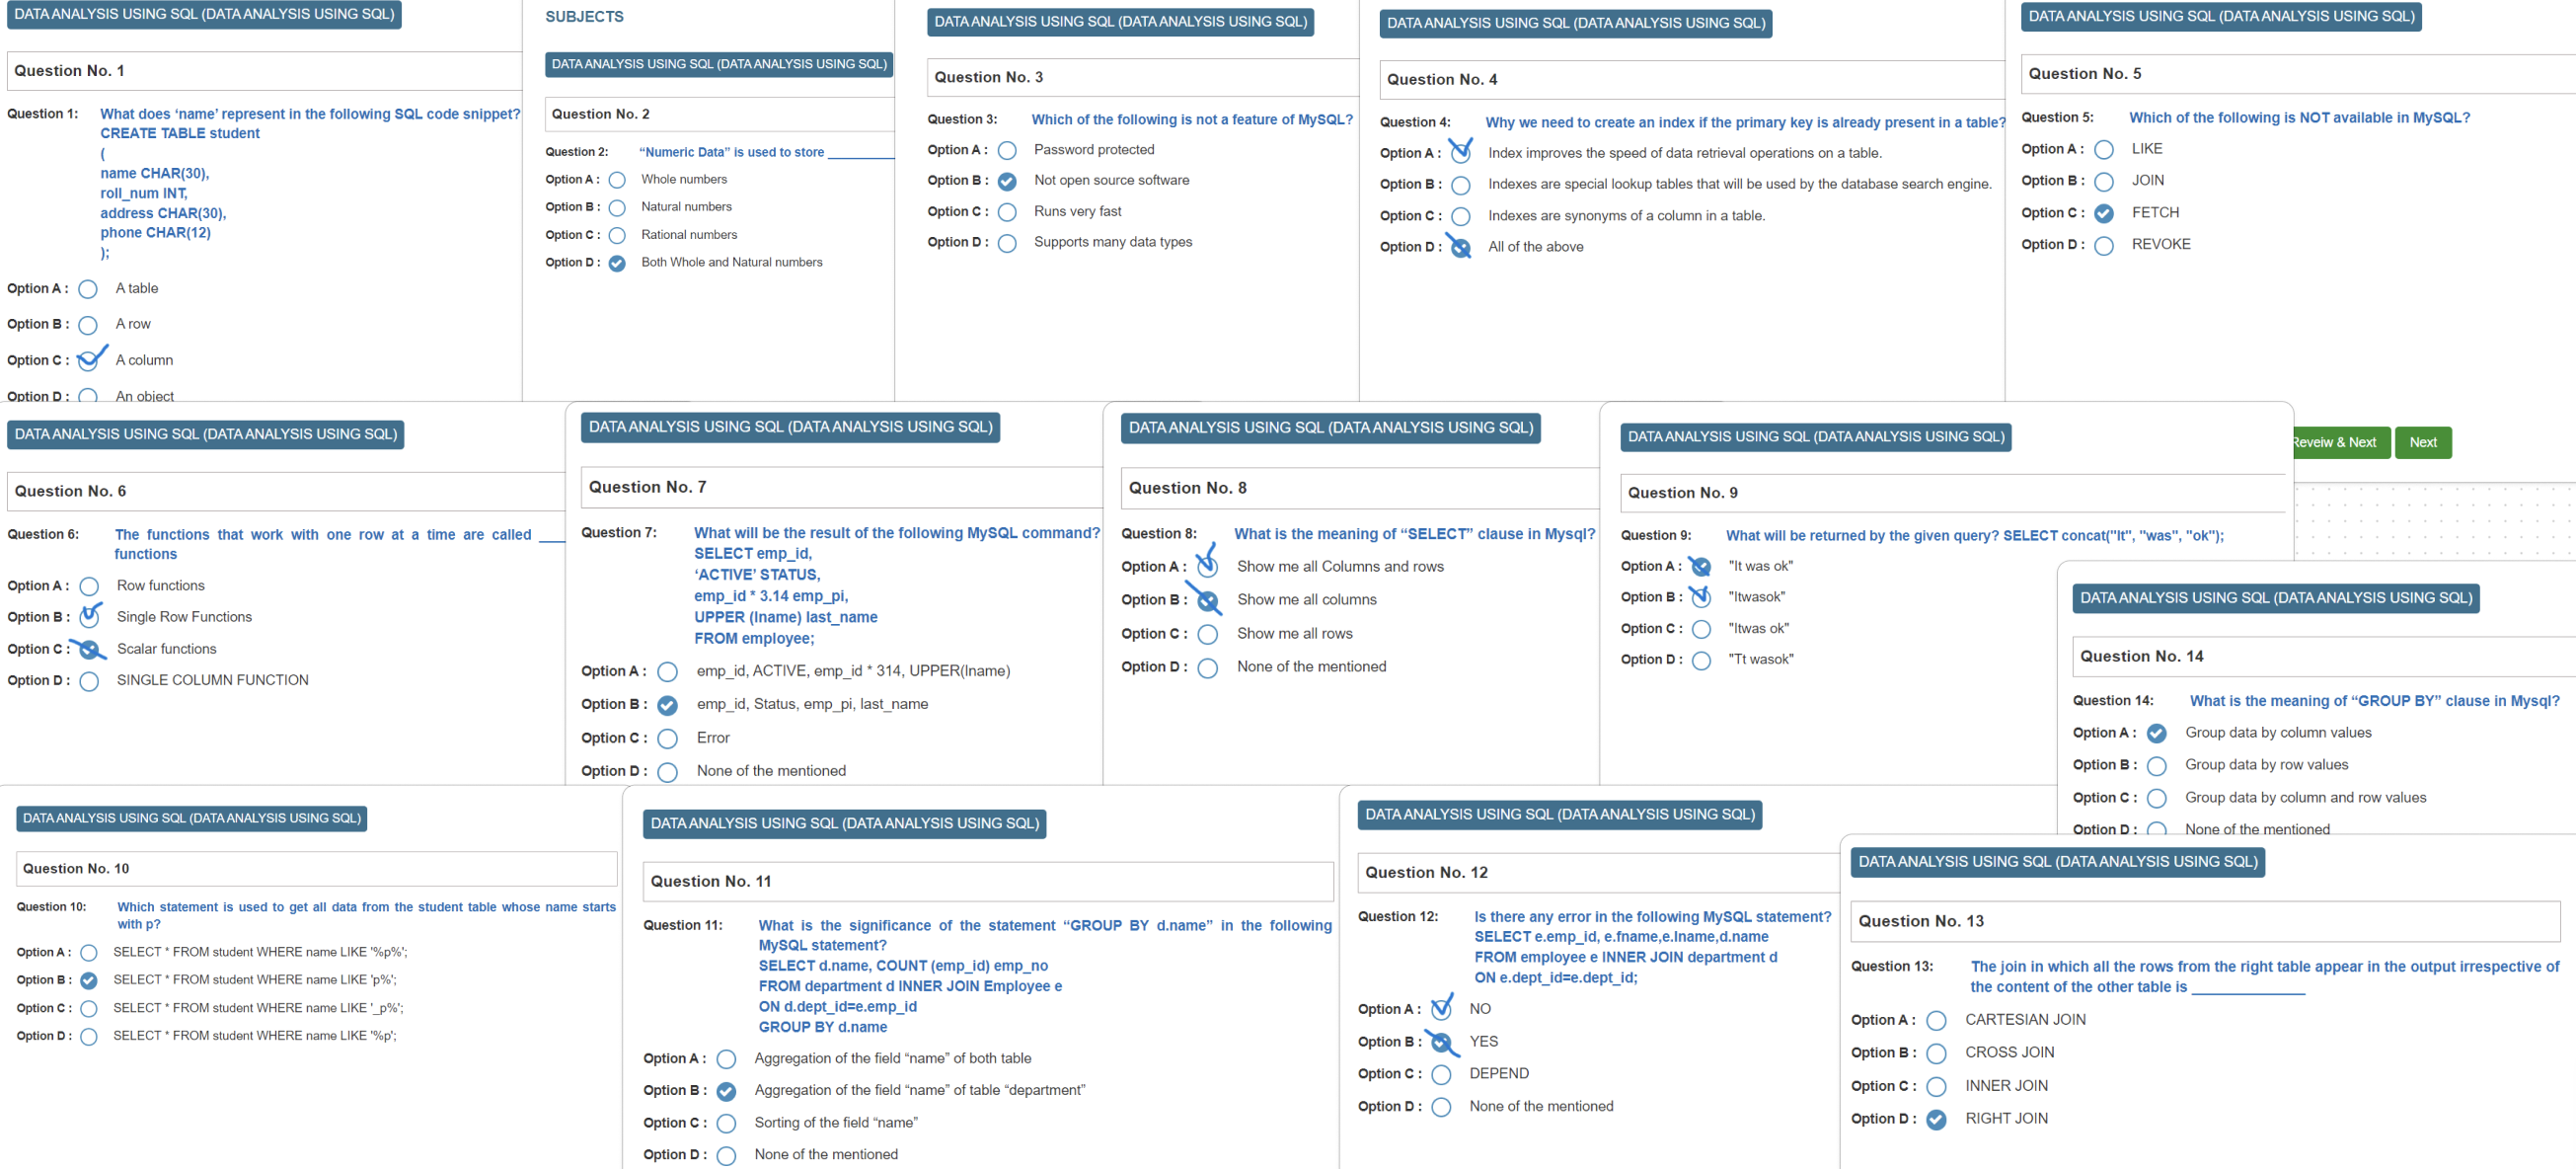 DATA ANALYSIS USING SQL (DATA ANALYSIS USING SQL)
Question No. 1
Question 1: What does ‘name’ represent in the following SQL code snippet?
CREATE TABLE student
(
name CHAR(30),
roll_num INT,
address CHAR(30),
phone CHAR(12)
);
Option A : A table
Option B : A row
Option C : A column
Option D : An object
SUBJECTS
DATA ANALYSIS USING SQL (DATA ANALYSIS USING SQL)
Question No. 2
Question 2: “Numeric Data” is used to store __________
Option A : Whole numbers
Option B : Natural numbers
Option C : Rational numbers
Option D : Both Whole and Natural numbers
DATA ANALYSIS USING SQL (DATA ANALYSIS USING SQL)
Question No. 3
Question 3: Which of the following is not a feature of MySQL?
Option A : Password protected
Option B : Not open source software
Option C : Runs very fast
Option D : Supports many data types
DATA ANALYSIS USING SQL (DATA ANALYSIS USING SQL)
Question No. 4
Question 4: Why we need to create an index if the primary key is already present in a table?
Option A : Index improves the speed of data retrieval operations on a table.
Option B : Indexes are special lookup tables that will be used by the database search engine.
Option C : Indexes are synonyms of a column in a table.
Option D : All of the above
DATA ANALYSIS USING SQL (DATA ANALYSIS USING SQL)
Question No. 5
Question 5: Which of the following is NOT available in MySQL?
Option A : LIKE
Option B : JOIN
Option C : FETCH
Option D : REVOKE
Reveiw & Next
Next
DATA ANALYSIS USING SQL (DATA ANALYSIS USING SQL)
Question No. 6
Question 6: The functions that work with one row at a time are called ____
functions
Option A : Row functions
Option B : Single Row Functions
Option C : Scalar functions
Option D : SINGLE COLUMN FUNCTION
DATA ANALYSIS USING SQL (DATA ANALYSIS USING SQL)
Question No. 7
Question 7: What will be the result of the following MySQL command?
SELECT emp_id,
‘ACTIVE’ STATUS,
emp_id * 3.14 emp_pi,
UPPER (lname) last_name
FROM employee;
Option A : emp_id, ACTIVE, emp_id * 314, UPPER(lname)
Option B : emp_id, Status, emp_pi, last_name
Option C : Error
Option D : None of the mentioned
DATA ANALYSIS USING SQL (DATA ANALYSIS USING SQL)
Question No. 8
Question 8: What is the meaning of “SELECT” clause in Mysql?
Option A : Show me all Columns and rows
Option B : Show me all columns
Option C : Show me all rows
Option D : None of the mentioned
DATA ANALYSIS USING SQL (DATA ANALYSIS USING SQL)
Question No. 9
Question 9: What will be returned by the given query? SELECT concat("It", "was", "ok");
Option A : "It was ok"
Option B : "Itwasok"
Option C : "Itwas ok"
Option D : "Tt wasok"
DATA ANALYSIS USING SQL (DATA ANALYSIS USING SQL)
Question No. 14
Question 14: What is the meaning of “GROUP BY” clause in Mysql?
Option A : Group data by column values
Option B : Group data by row values
Option C : Group data by column and row values
Option D : None of the mentioned
DATA ANALYSIS USING SQL (DATA ANALYSIS USING SQL)
Question No. 10
Question 10: Which statement is used to get all data from the student table whose name starts
with p?
Option A : SELECT * FROM student WHERE name LIKE '%p%';
Option B : SELECT * FROM student WHERE name LIKE 'p%';
Option C : SELECT * FROM student WHERE name LIKE '_p%';
Option D : SELECT * FROM student WHERE name LIKE '%p';
DATA ANALYSIS USING SQL (DATA ANALYSIS USING SQL)
Question No. 11
Question 11: What is the significance of the statement “GROUP BY d.name” in the following
MySQL statement?
SELECT d.name, COUNT (emp_id) emp_no
FROM department d INNER JOIN Employee e
ON d.dept_id=e.emp_id
GROUP BY d.name
Option A : Aggregation of the field “name” of both table
Option B : Aggregation of the field “name” of table “department”
Option C : Sorting of the field “name”
Option D : None of the mentioned
DATA ANALYSIS USING SQL (DATA ANALYSIS USING SQL)
Question No. 12
Question 12: Is there any error in the following MySQL statement?
SELECT e.emp_id, e.fname,e.lname,d.name
FROM employee e INNER JOIN department d
ON e.dept_id=e.dept_id;
Option A : NO
Option B : YES
Option C : DEPEND
Option D : None of the mentioned
DATA ANALYSIS USING SQL (DATA ANALYSIS USING SQL)
Question No. 13
Question 13: The join in which all the rows from the right table appear in the output irrespective of
the content of the other table is ______________
Option A : CARTESIAN JOIN
Option B : CROSS JOIN
Option C : INNER JOIN
Option D : RIGHT JOIN